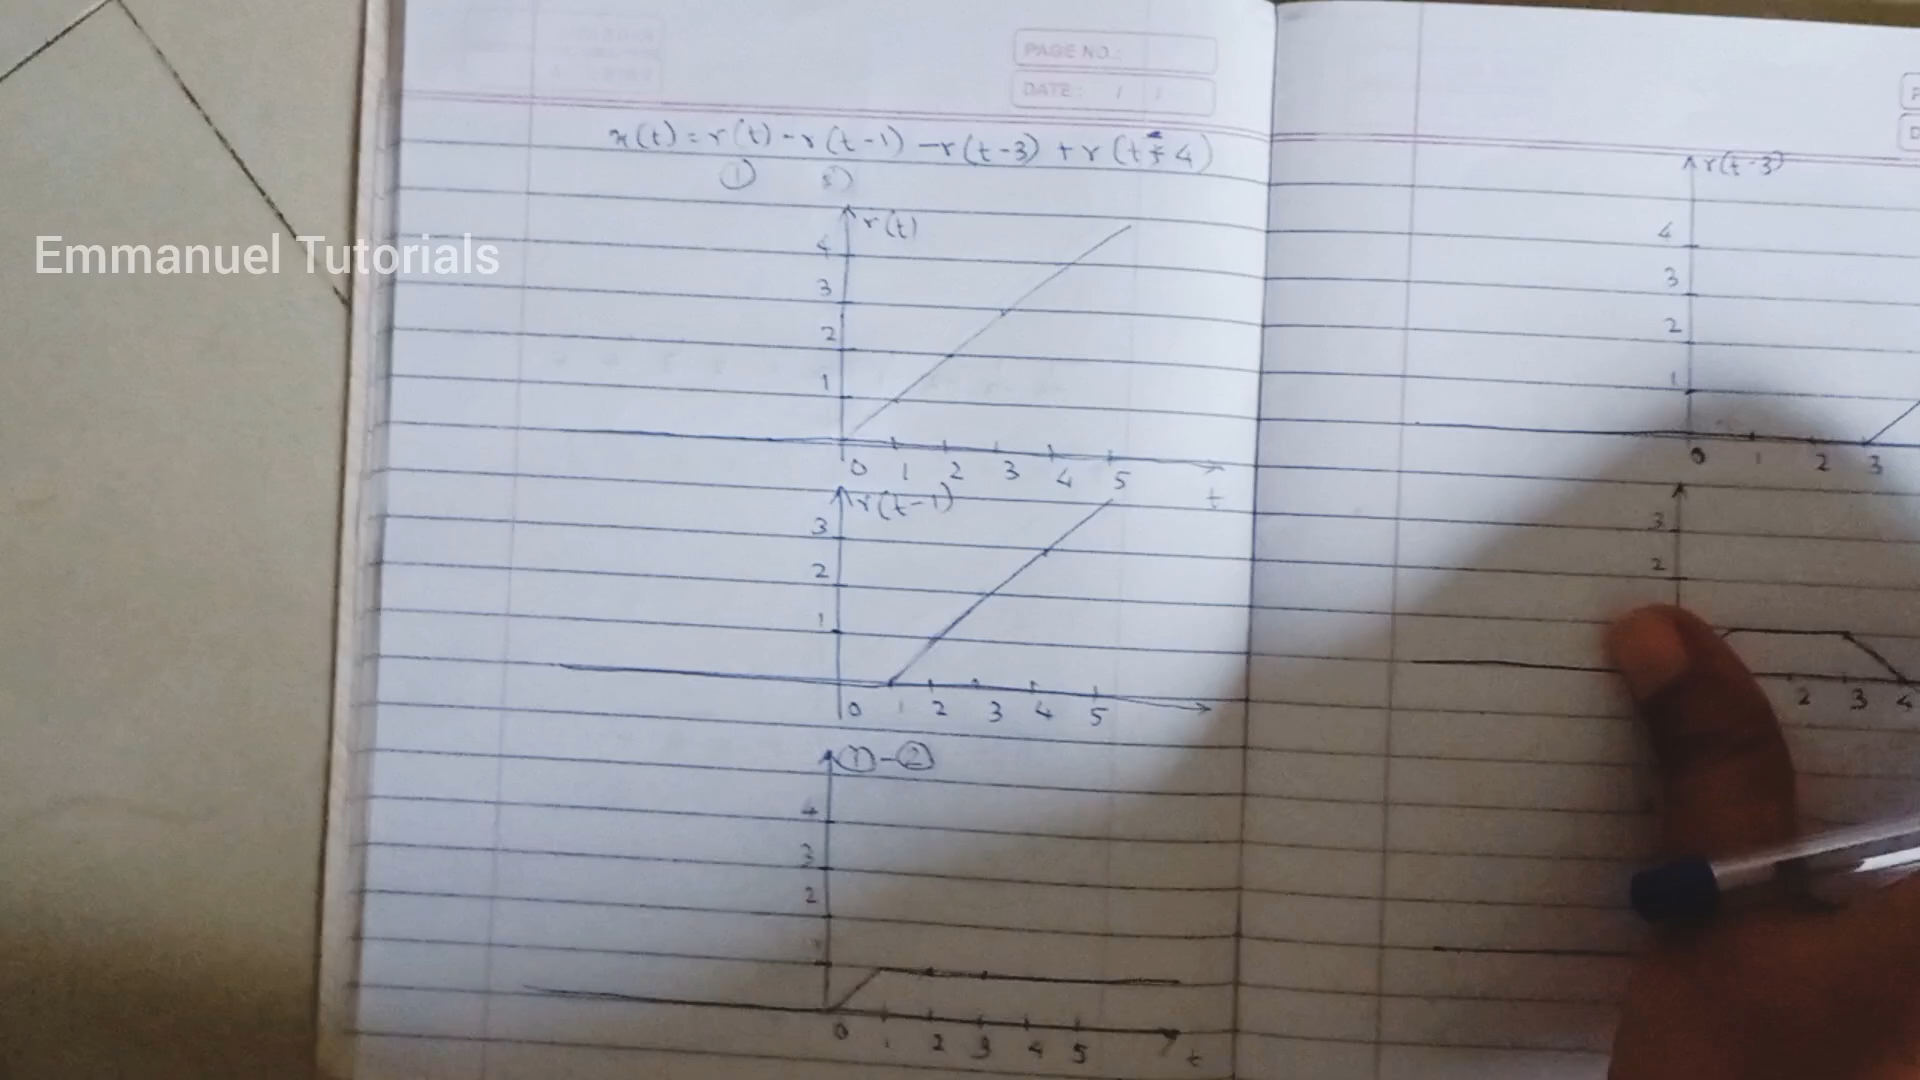 PAGE NO.:
DATE: / /
x(t) = r(t) - r(t-1) - r(t-3) + r(t-4)
①
r(t)
4
3
2
1
0 1 2 3 4 5
t
r(t-1)
3
2
1
0 1 2 3 4 5
①-②
4
3
2
1
0 1 2 3 4 5
t
r(t-3)
4
3
2
1
0 1 2 3
3
2
2 3 4
Emmanuel Tutorials